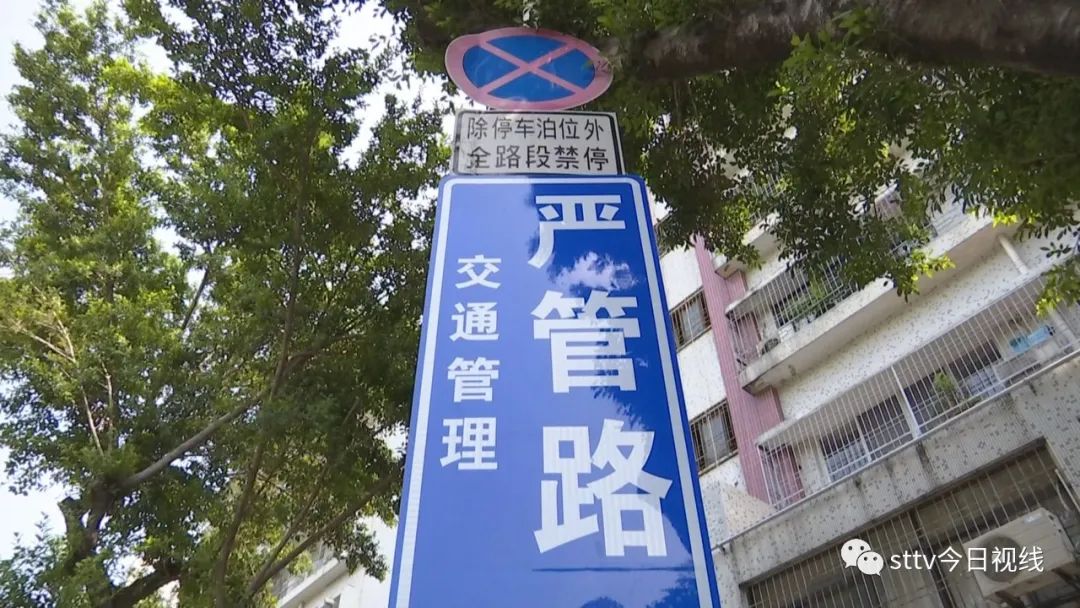 除停车泊位外
全路段禁停
严管路
交通管理
sttv今日视线